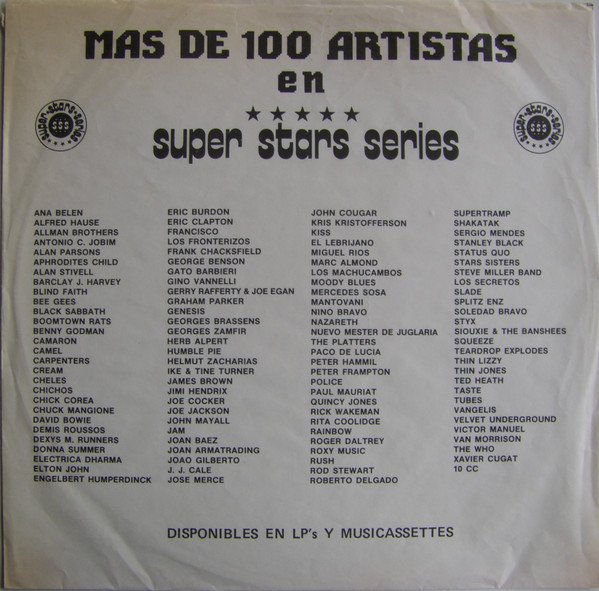 MAS DE 100 ARTISTAS
en
super stars series
super-stars-series
SSS
super-stars-series
SSS
ANA BELEN
ALFRED HAUSE
ALLMAN BROTHERS
ANTONIO C. JOBIM
ALAN PARSONS
APHRODITES CHILD
ALAN STIVELL
BARCLAY J. HARVEY
BLIND FAITH
BEE GEES
BLACK SABBATH
BOOMTOWN RATS
BENNY GODMAN
CAMARON
CAMEL
CARPENTERS
CREAM
CHELES
CHICHOS
CHICK COREA
CHUCK MANGIONE
DAVID BOWIE
DEMIS ROUSSOS
DEXYS M. RUNNERS
DONNA SUMMER
ELECTRICA DHARMA
ELTON JOHN
ENGELBERT HUMPERDINCK
ERIC BURDON
ERIC CLAPTON
FRANCISCO
LOS FRONTERIZOS
FRANK CHACKSFIELD
GEORGE BENSON
GATO BARBIERI
GINO VANNELLI
GERRY RAFFERTY & JOE EGAN
GRAHAM PARKER
GENESIS
GEORGES BRASSENS
GEORGES ZAMFIR
HERB ALPERT
HUMBLE PIE
HELMUT ZACHARIAS
IKE & TINE TURNER
JAMES BROWN
JIMI HENDRIX
JOE COCKER
JOE JACKSON
JOHN MAYALL
JAM
JOAN BAEZ
JOAN ARMATRADING
JOAO GILBERTO
J. J. CALE
JOSE MERCE
JOHN COUGAR
KRIS KRISTOFFERSON
KISS
EL LEBRIJANO
MIGUEL RIOS
MARC ALMOND
LOS MACHUCAMBOS
MOODY BLUES
MERCEDES SOSA
MANTOVANI
NINO BRAVO
NAZARETH
NUEVO MESTER DE JUGLARIA
THE PLATTERS
PACO DE LUCIA
PETER HAMMIL
PETER FRAMPTON
POLICE
PAUL MAURIAT
QUINCY JONES
RICK WAKEMAN
RITA COOLIDGE
RAINBOW
ROGER DALTREY
ROXY MUSIC
RUSH
ROD STEWART
ROBERTO DELGADO
SUPERTRAMP
SHAKATAK
SERGIO MENDES
STANLEY BLACK
STATUS QUO
STARS SISTERS
STEVE MILLER BAND
LOS SECRETOS
SLADE
SPLITZ ENZ
SOLEDAD BRAVO
STYX
SIOUXIE & THE BANSHEES
SQUEEZE
TEARDROP EXPLODES
THIN LIZZY
THIN JONES
TED HEATH
TASTE
TUBES
VANGELIS
VELVET UNDERGROUND
VICTOR MANUEL
VAN MORRISON
THE WHO
XAVIER CUGAT
10 CC
DISPONIBLES EN LP's Y MUSICASSETTES